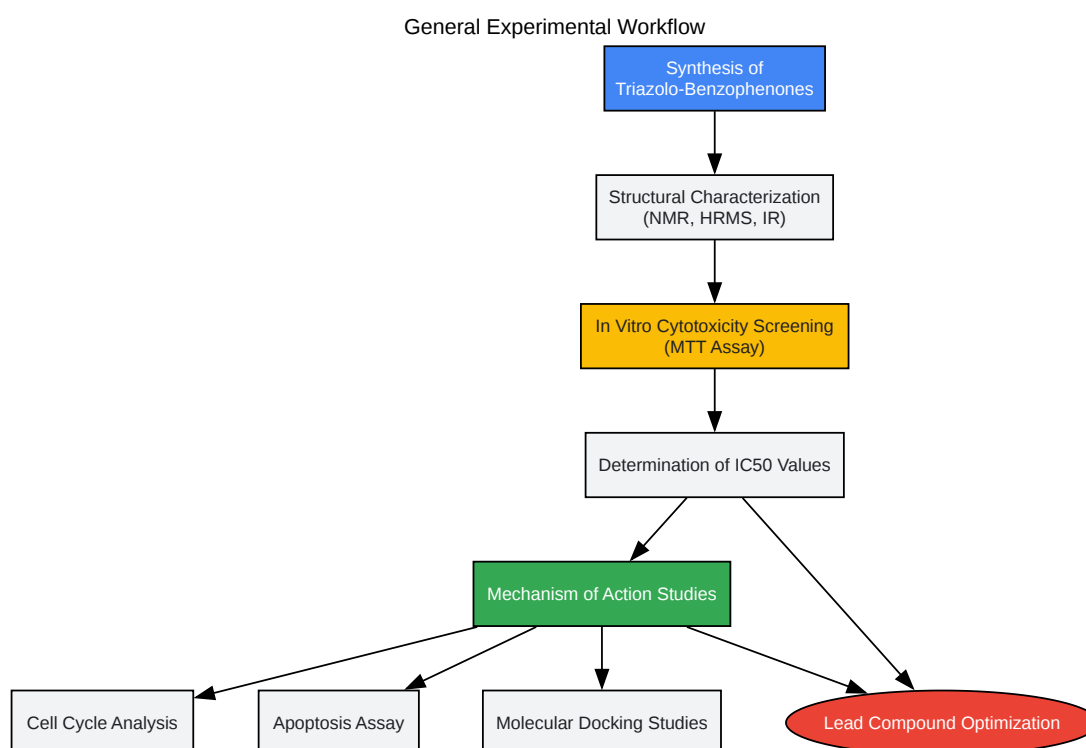 General Experimental Workflow
Synthesis of
Triazolo-Benzophenones
Structural Characterization
(NMR, HRMS, IR)
In Vitro Cytotoxicity Screening
(MTT Assay)
Determination of IC50 Values
Mechanism of Action Studies
Cell Cycle Analysis
Apoptosis Assay
Molecular Docking Studies
Lead Compound Optimization